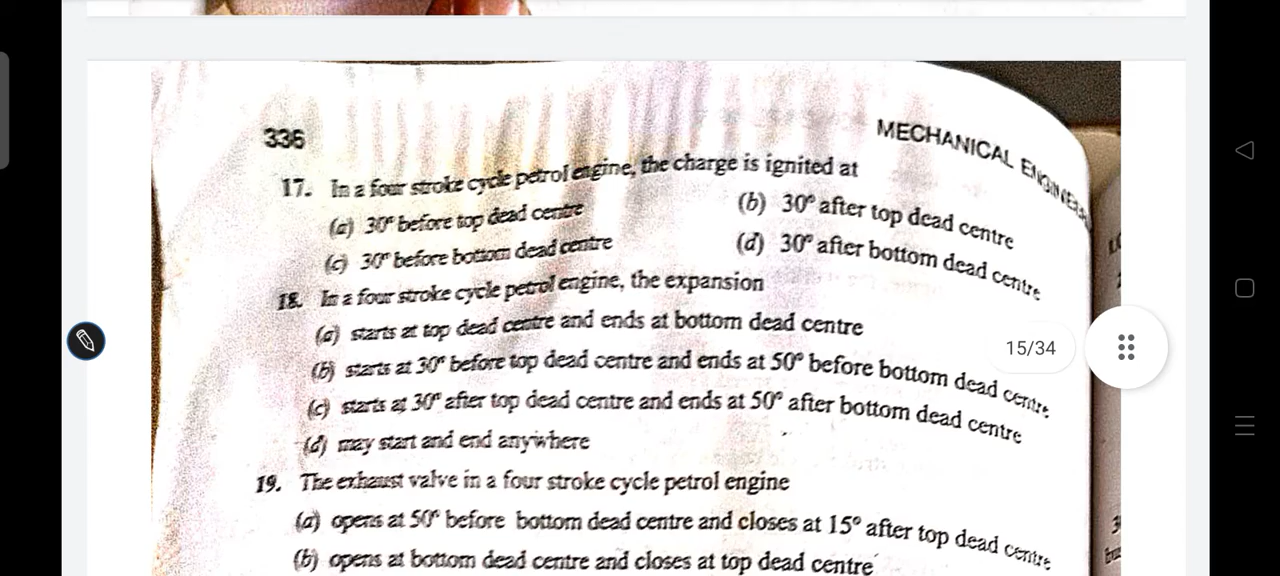 336
MECHANICAL ENGINEER
17. In a four stroke cycle petrol engine, the charge is ignited at
(a) 30° before top dead centre
(b) 30° after top dead centre
(c) 30° before bottom dead centre
(d) 30° after bottom dead centre
18. In a four stroke cycle petrol engine, the expansion
(a) starts at top dead centre and ends at bottom dead centre
(b) starts at 30° before top dead centre and ends at 50° before bottom dead centre
(c) starts at 30° after top dead centre and ends at 50° after bottom dead centre
(d) may start and end anywhere
15/34
19. The exhaust valve in a four stroke cycle petrol engine
(a) opens at 50° before bottom dead centre and closes at 15° after top dead centre
(b) opens at bottom dead centre and closes at top dead centre